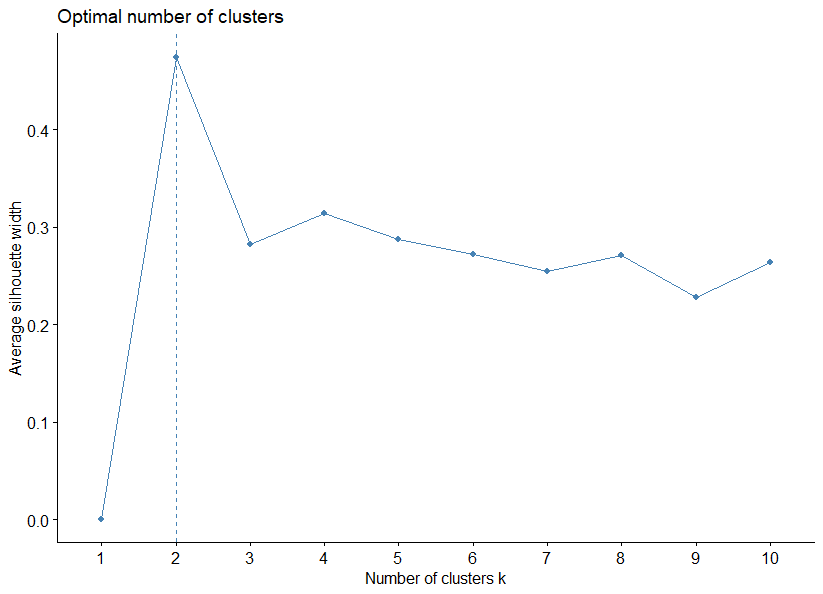 Optimal number of clusters
Average silhouette width
0.4
0.3
0.2
0.1
0.0
1 2 3 4 5 6 7 8 9 10
Number of clusters k